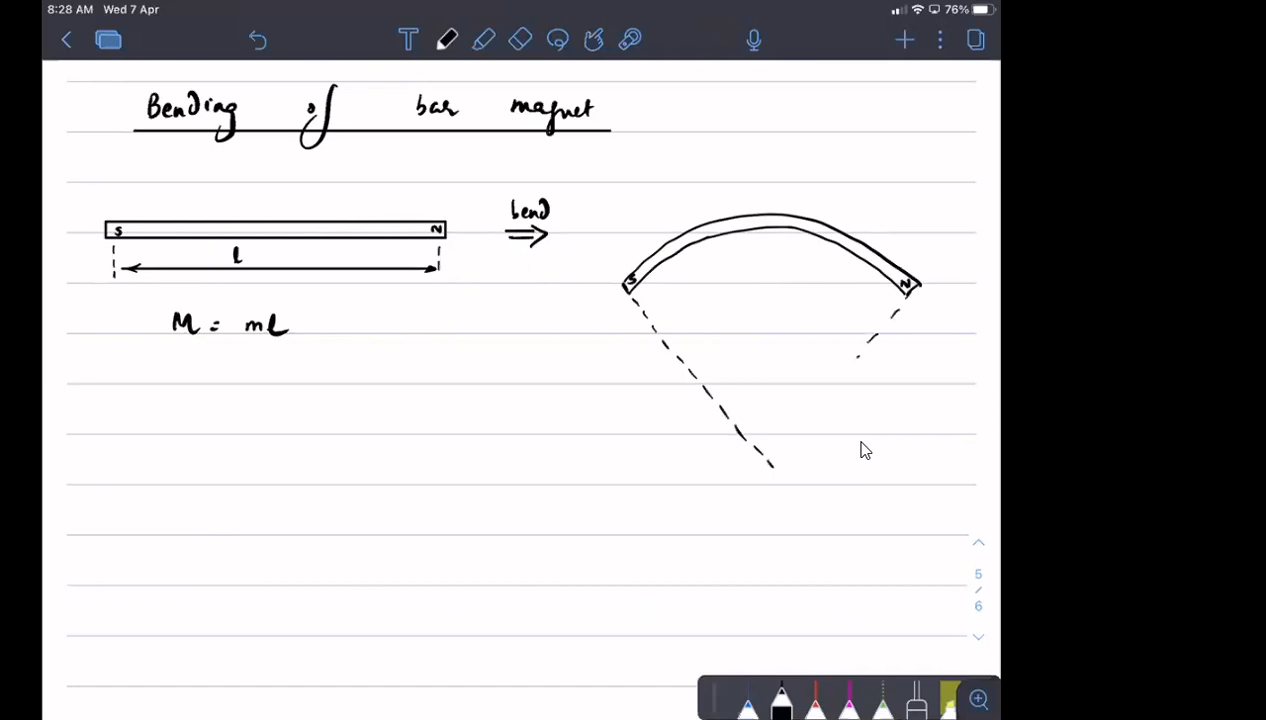 8:28 AM Wed 7 Apr 76%
T
Bending of bar magnet
bend
S N S N
l
M = ml
5
/
6